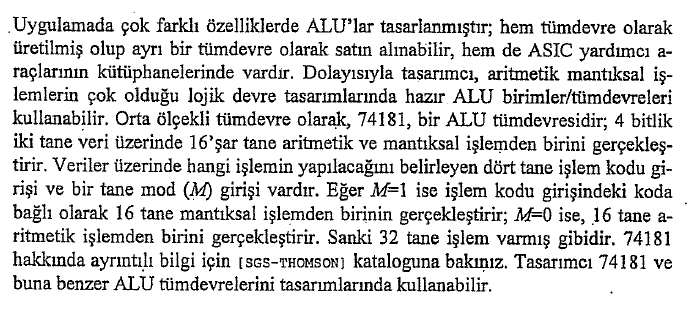 Uygulamada çok farklı özelliklerde ALU’lar tasarlanmıştır; hem tümdevre olarak
üretilmiş olup ayrı bir tümdevre olarak satın alınabilir, hem de ASIC yardımcı a-
raçlarının kütüphanelerinde vardır. Dolayısıyla tasarımcı, aritmetik mantıksal iş-
lemlerin çok olduğu lojik devre tasarımlarında hazır ALU birimler/tümdevreleri
kullanabilir. Orta ölçekli tümdevre olarak, 74181, bir ALU tümdevresidir; 4 bitlik
iki tane veri üzerinde 16’şar tane aritmetik ve mantıksal işlemden birini gerçekleş-
tirir. Veriler üzerinde hangi işlemin yapılacağını belirleyen dört tane işlem kodu gi-
rişi ve bir tane mod (M) girişi vardır. Eğer M=1 ise işlem kodu girişindeki koda
bağlı olarak 16 tane mantıksal işlemden birinin gerçekleştirir; M=0 ise, 16 tane a-
ritmetik işlemden birini gerçekleştirir. Sanki 32 tane işlem varmış gibidir. 74181
hakkında ayrıntılı bilgi için [SGS-THOMSON] kataloguna bakınız. Tasarımcı 74181 ve
buna benzer ALU tümdevrelerini tasarımlarında kullanabilir.